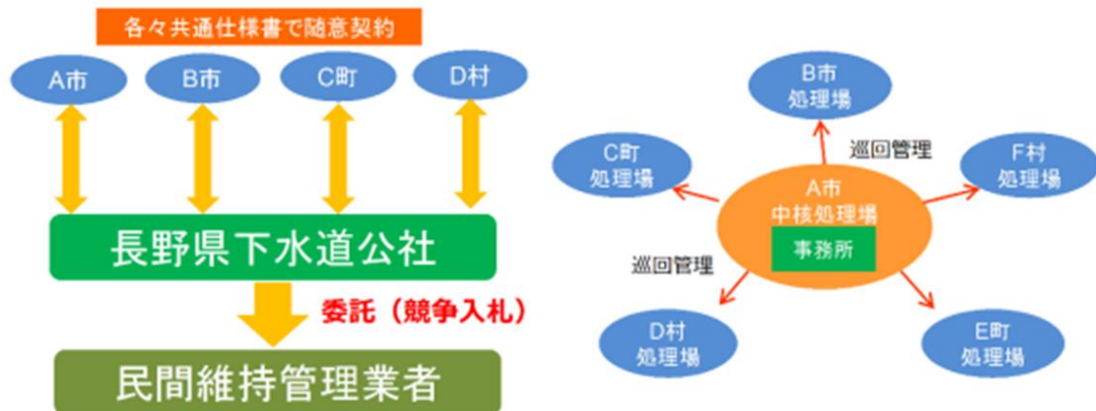 各々共通仕様書で随意契約
A市
B市
C町
D村
長野県下水道公社
委託（競争入札）
民間維持管理業者
B市
処理場
C町
処理場
巡回管理
F村
処理場
A市
中核処理場
事務所
巡回管理
D村
処理場
E町
処理場